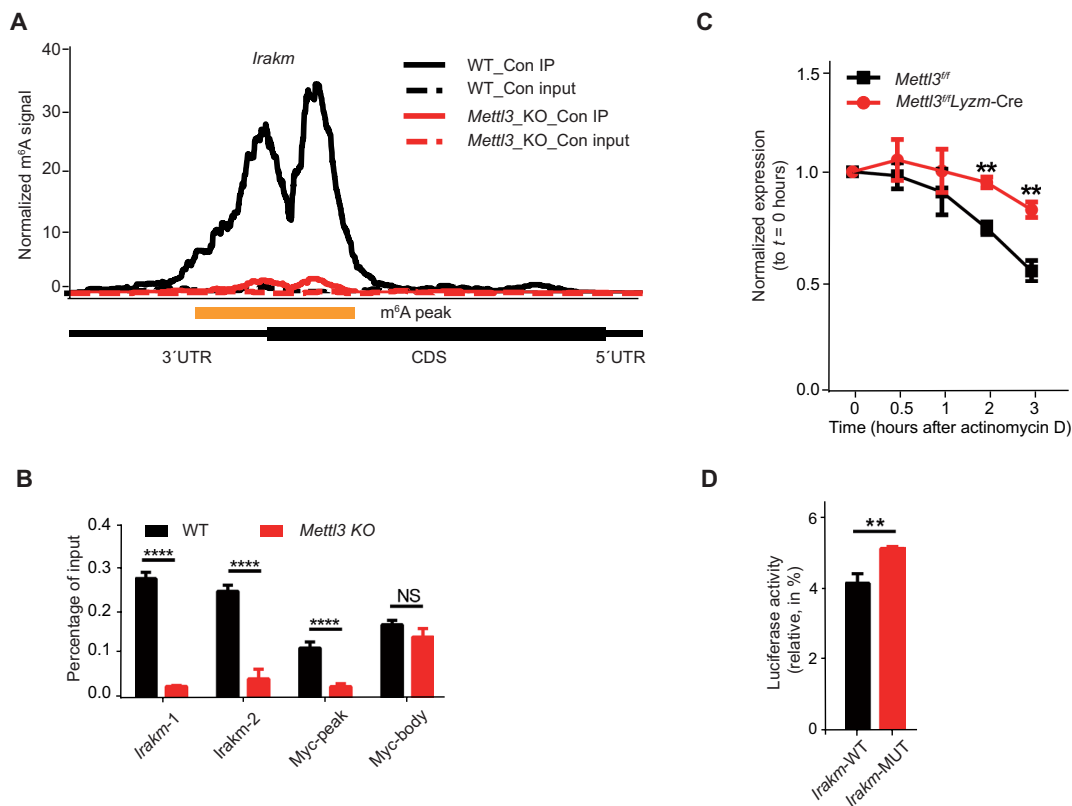 A
Irakm
Normalized m⁶A signal
40
30
20
10
0
WT_Con IP
WT_Con input
Mettl3_KO_Con IP
Mettl3_KO_Con input
m⁶A peak
3´UTR
CDS
5´UTR
B
Percentage of input
0.4
0.3
0.2
0.1
0.0
WT
Mettl3 KO
****
****
****
NS
Irakm-1
Irakm-2
Myc-peak
Myc-body
C
Normalized expression
(to t = 0 hours)
1.5
1.0
0.5
0.0
Mettl3f/f
Mettl3f/fLyzm-Cre
**
**
0 0.5 1 2 3
Time (hours after actinomycin D)
D
Luciferase activity
(relative, in %)
6
4
2
0
**
Irakm-WT
Irakm-MUT